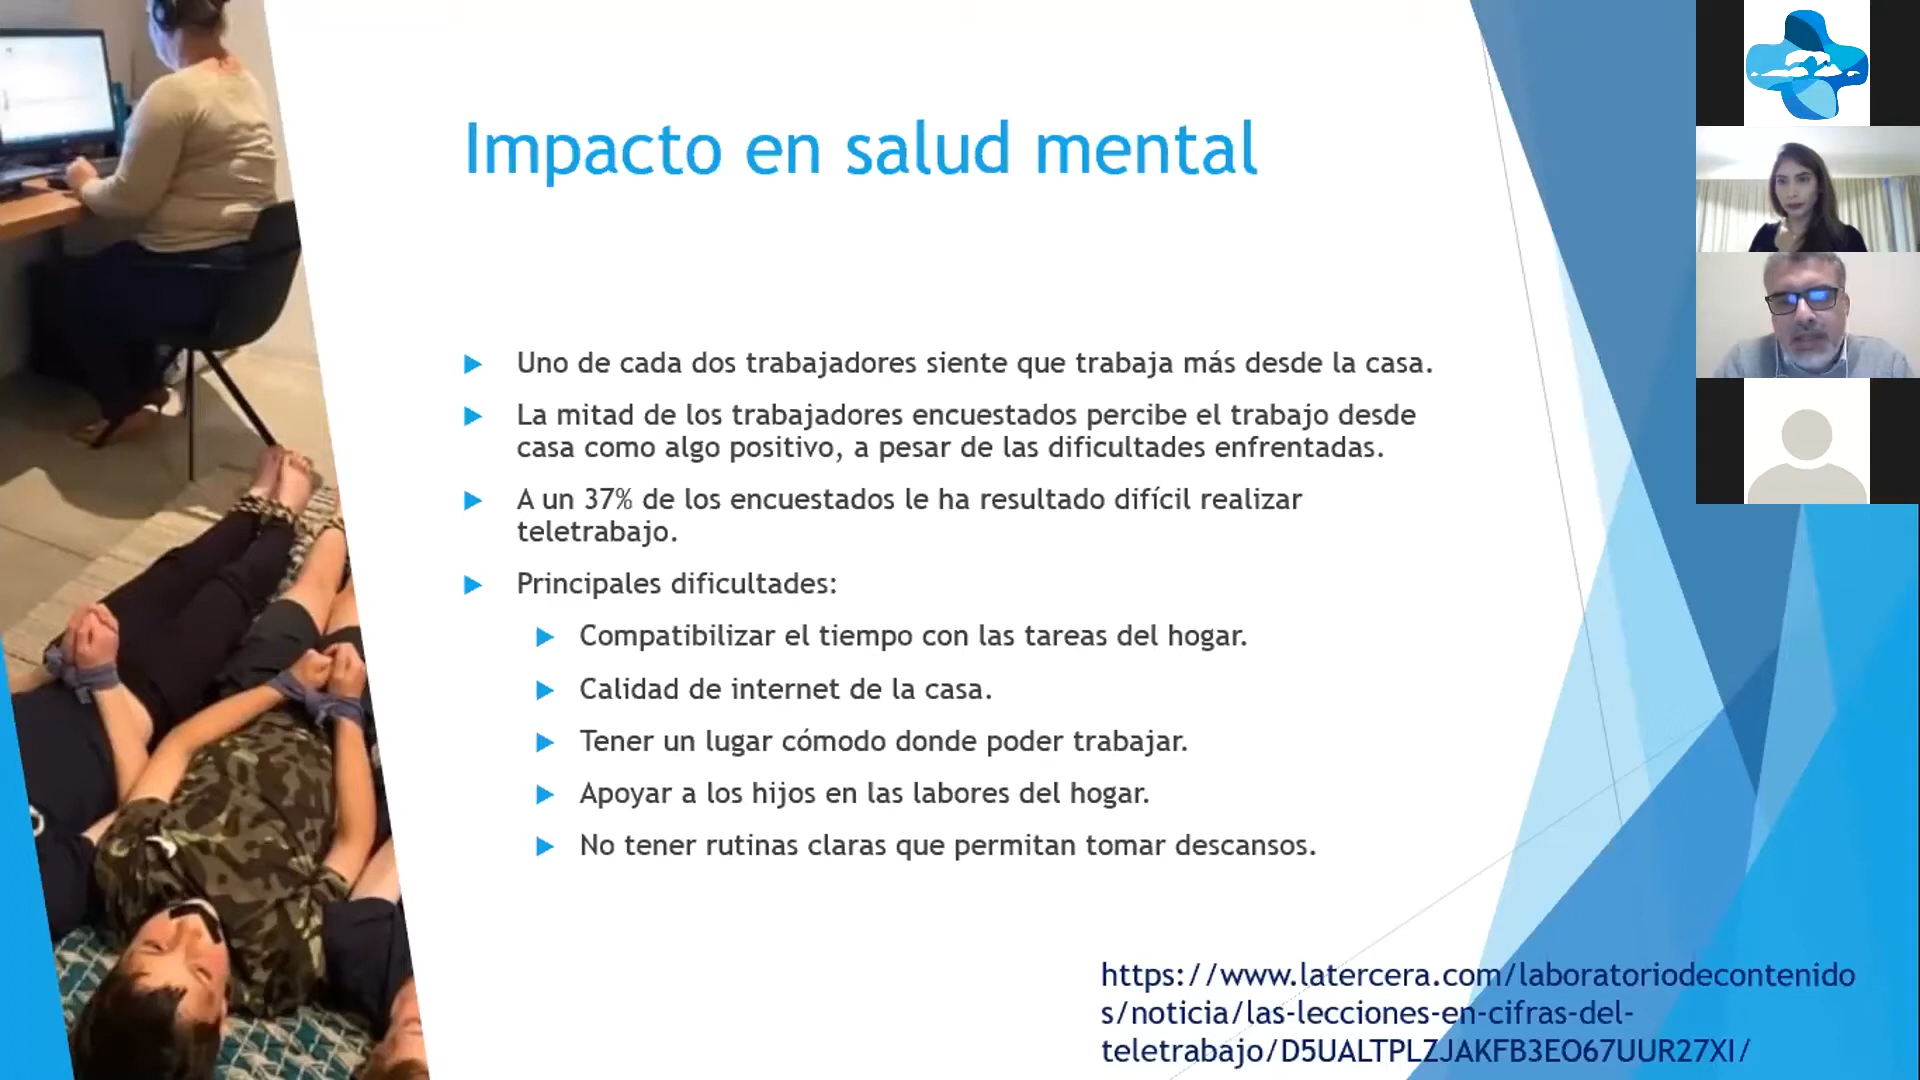 Impacto en salud mental
Uno de cada dos trabajadores siente que trabaja más desde la casa.
La mitad de los trabajadores encuestados percibe el trabajo desde
casa como algo positivo, a pesar de las dificultades enfrentadas.
A un 37% de los encuestados le ha resultado difícil realizar
teletrabajo.
Principales dificultades:
Compatibilizar el tiempo con las tareas del hogar.
Calidad de internet de la casa.
Tener un lugar cómodo donde poder trabajar.
Apoyar a los hijos en las labores del hogar.
No tener rutinas claras que permitan tomar descansos.
https://www.latercera.com/laboratoriodecontenido
s/noticia/las-lecciones-en-cifras-del-
teletrabajo/D5UALTPLZJAKFB3EO67UUR27XI/